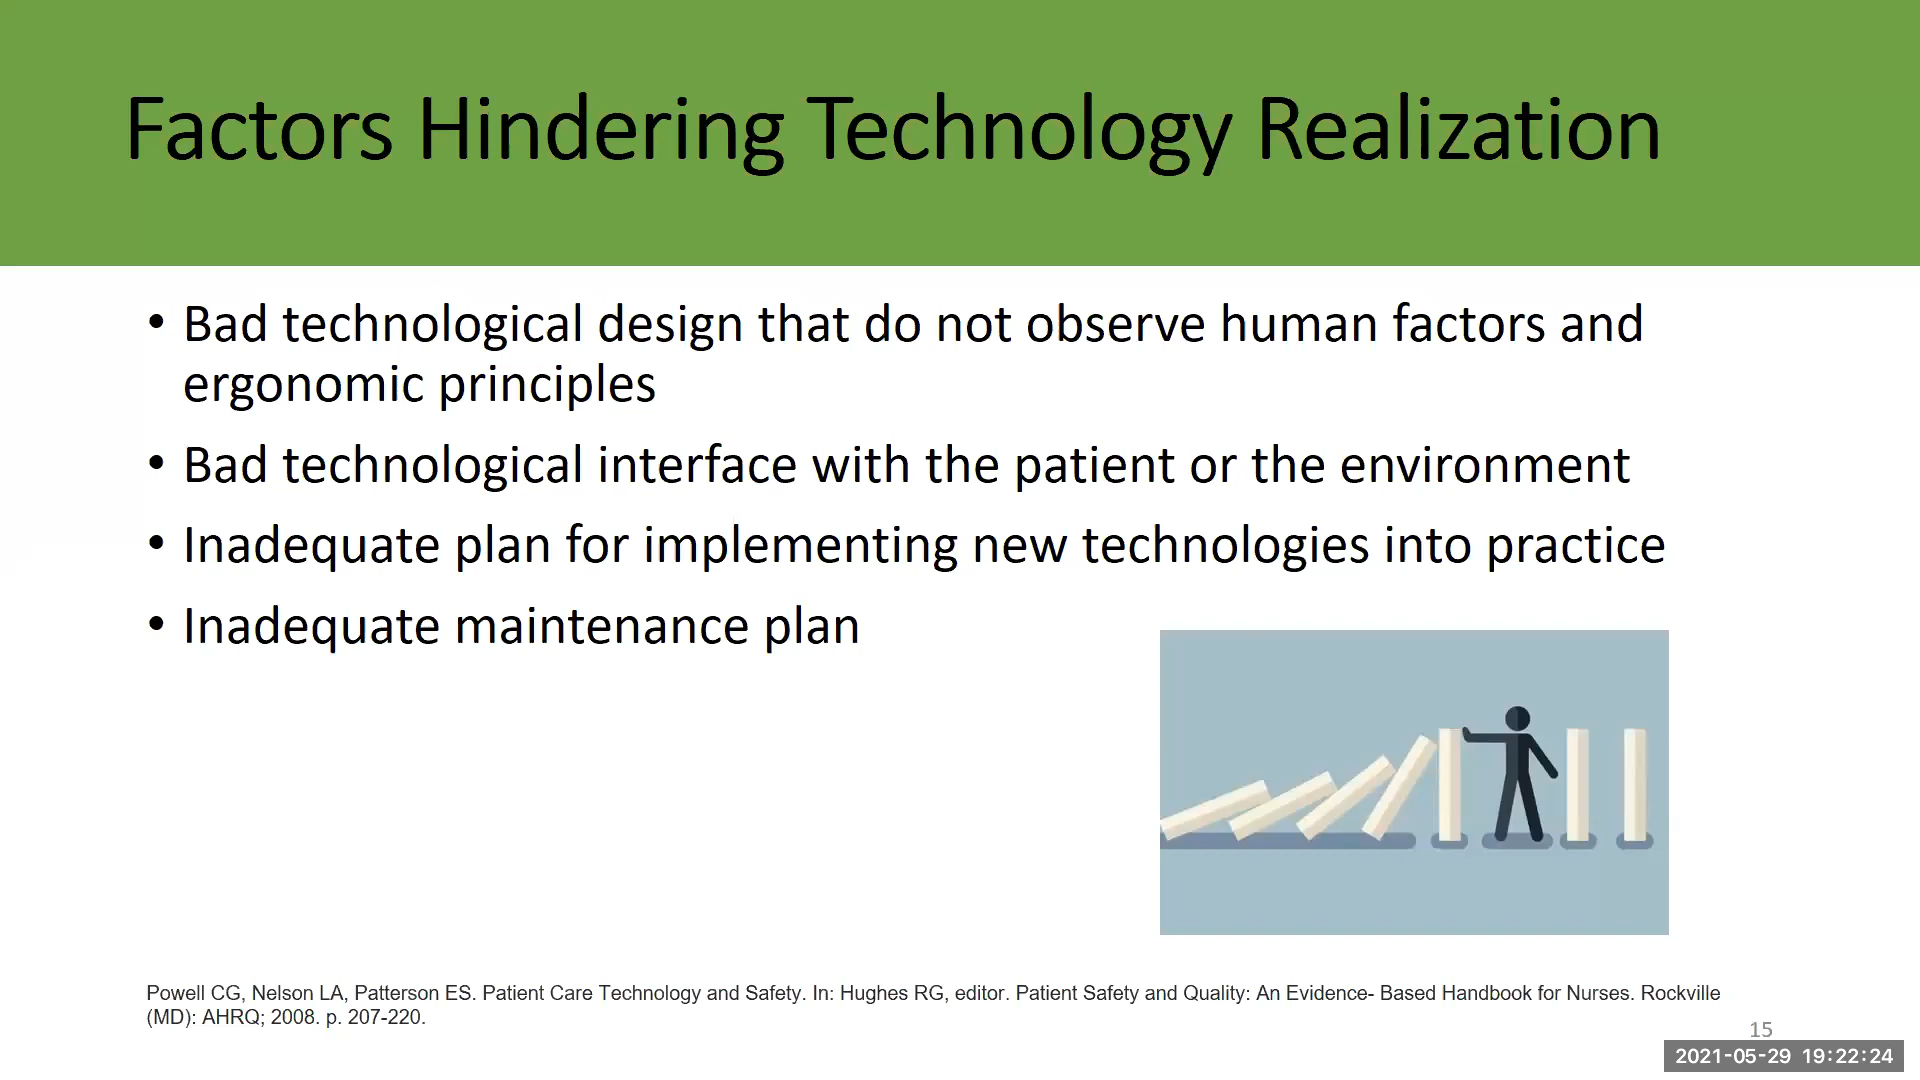 Factors Hindering Technology Realization
• Bad technological design that do not observe human factors and
ergonomic principles
• Bad technological interface with the patient or the environment
• Inadequate plan for implementing new technologies into practice
• Inadequate maintenance plan
Powell CG, Nelson LA, Patterson ES. Patient Care Technology and Safety. In: Hughes RG, editor. Patient Safety and Quality: An Evidence- Based Handbook for Nurses. Rockville
(MD): AHRQ; 2008. p. 207-220.
15
2021-05-29 19:22:24